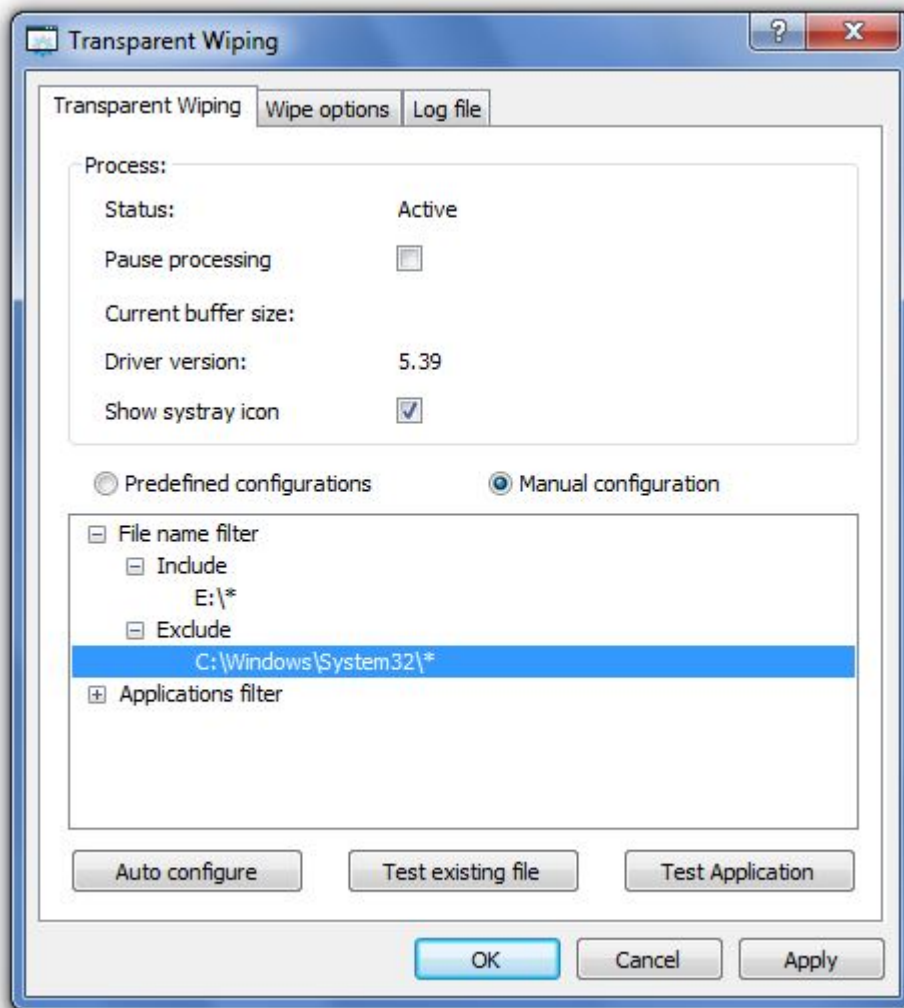 Transparent Wiping
Transparent Wiping Wipe options Log file
Process:
Status: Active
Pause processing
Current buffer size:
Driver version: 5.39
Show systray icon
Predefined configurations Manual configuration
File name filter
Include
E:\*
Exclude
C:\Windows\System32\*
Applications filter
Auto configure Test existing file Test Application
OK Cancel Apply